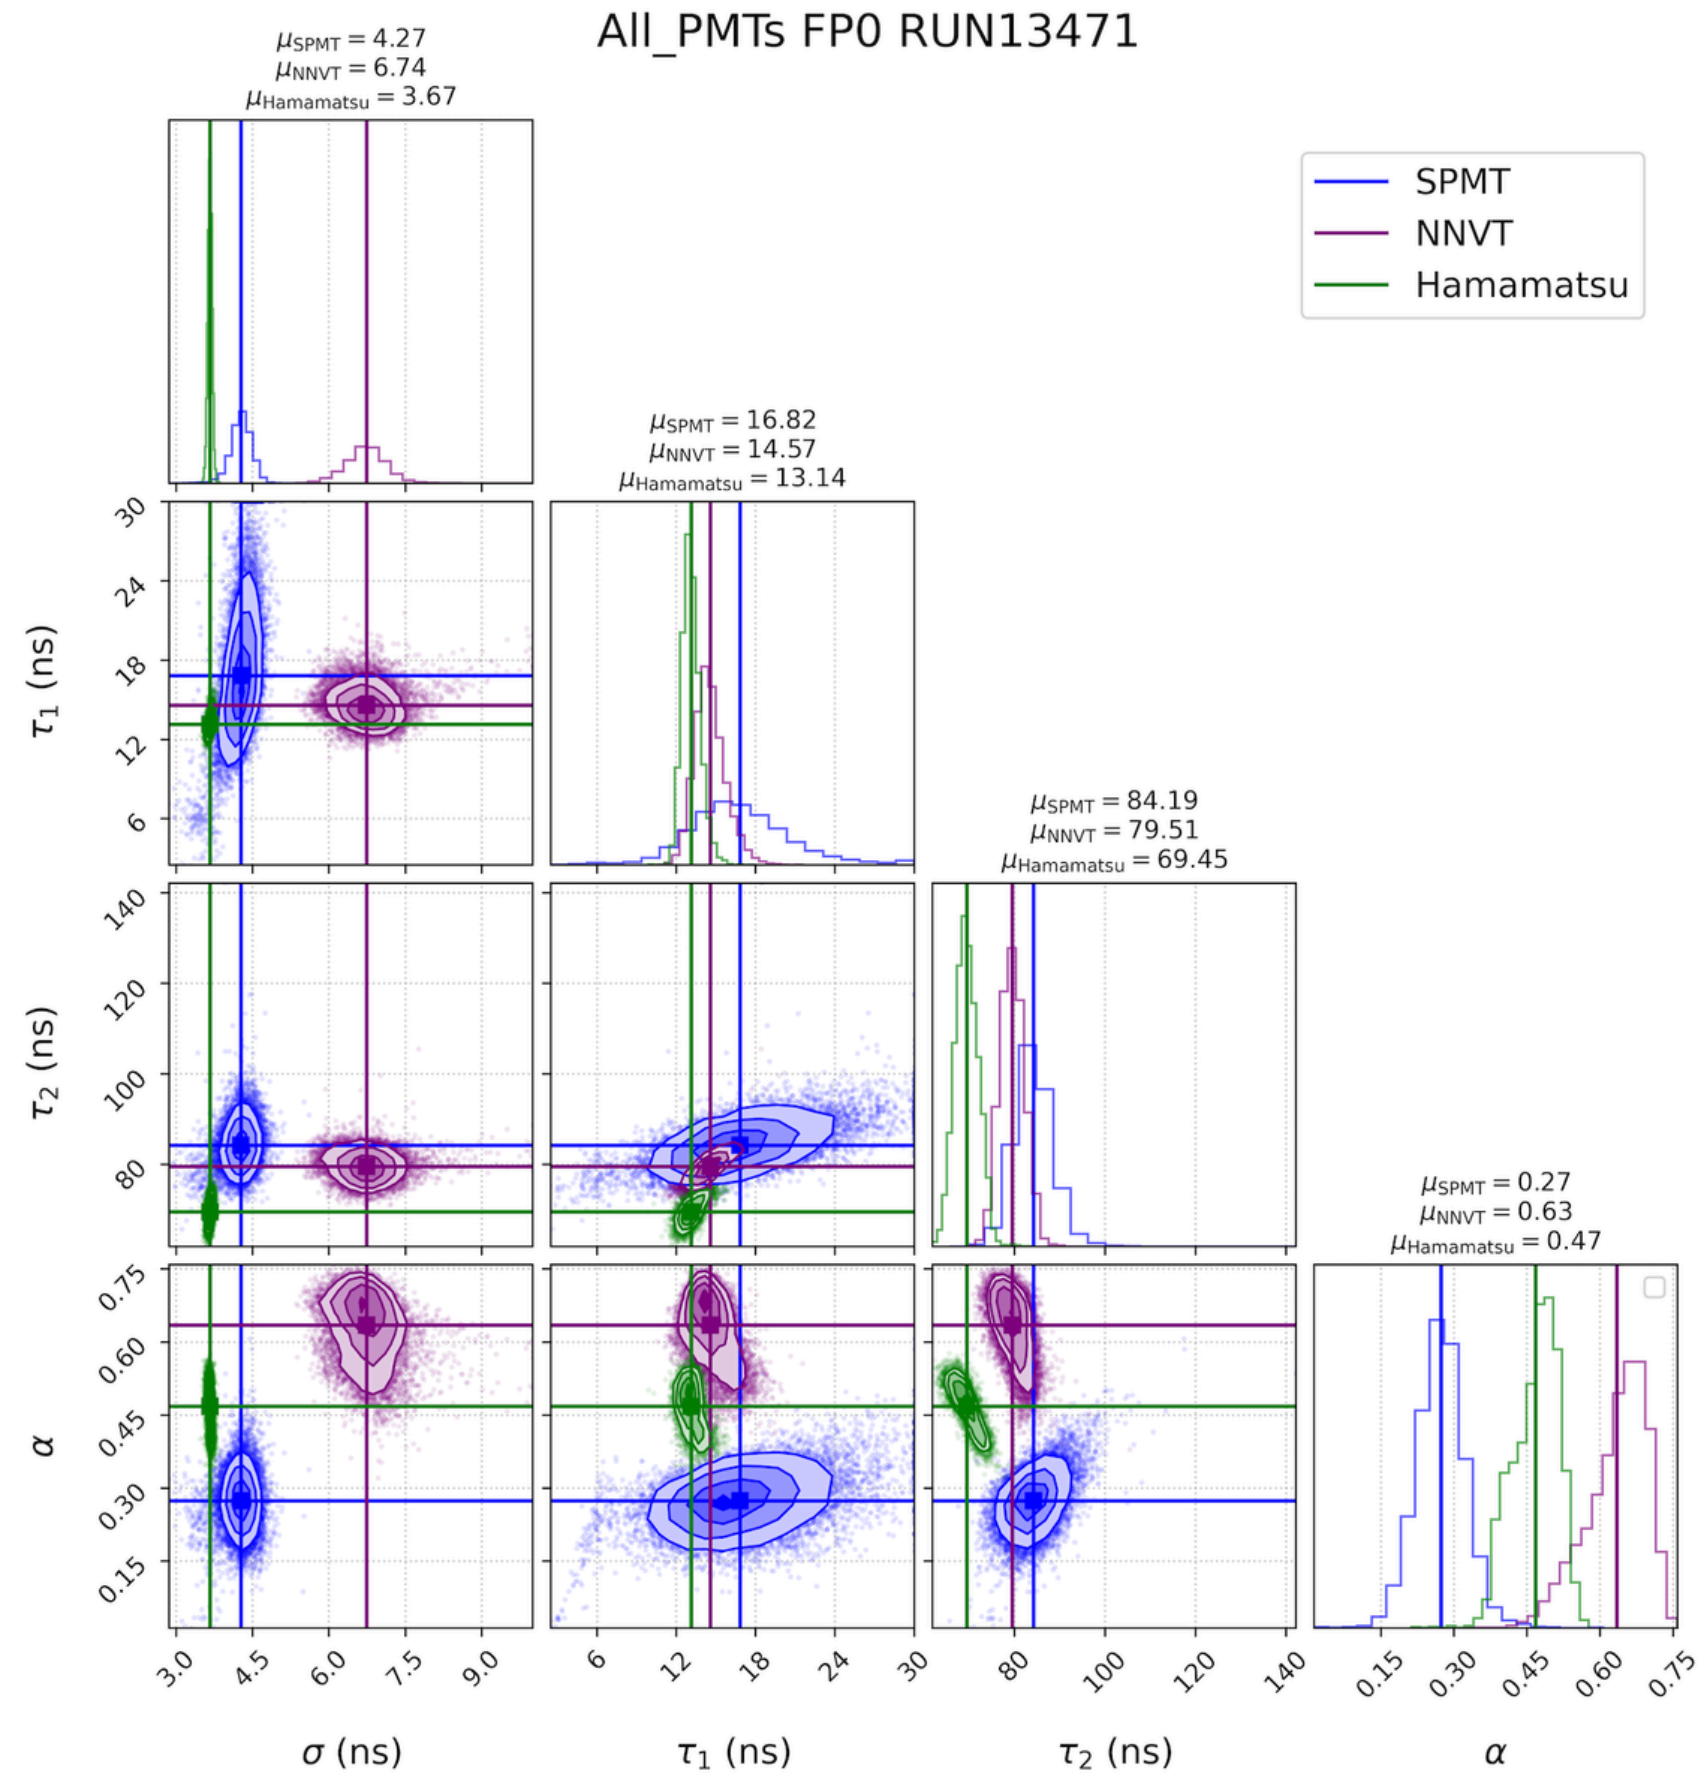 All_PMTs FP0 RUN13471
μSPMT = 4.27
μNNVT = 6.74
μHamamatsu = 3.67
SPMT
NNVT
Hamamatsu
μSPMT = 16.82
μNNVT = 14.57
μHamamatsu = 13.14
30
24
18
12
6
τ1 (ns)
μSPMT = 84.19
μNNVT = 79.51
μHamamatsu = 69.45
140
120
100
80
τ2 (ns)
μSPMT = 0.27
μNNVT = 0.63
μHamamatsu = 0.47
0.75
0.60
0.45
0.30
0.15
α
3.0 4.5 6.0 7.5 9.0
6 12 18 24 30
80 100 120 140
0.15 0.30 0.45 0.60 0.75
σ (ns)
τ1 (ns)
τ2 (ns)
α